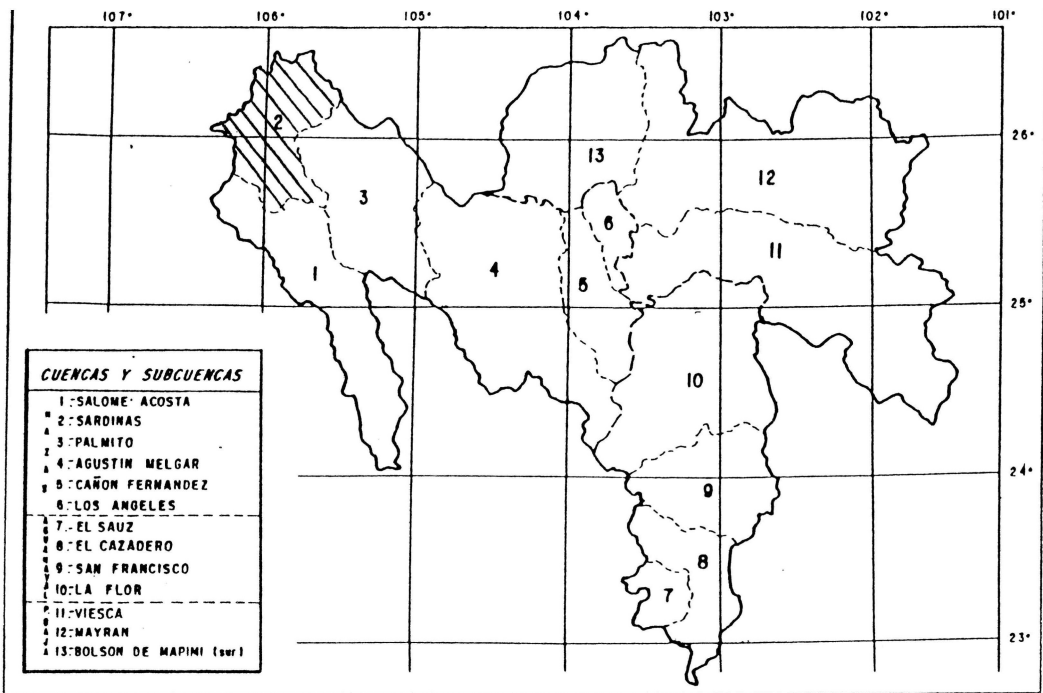 107° 106° 105° 104° 103° 102° 101°
2
26°
13
12
3
6
11
4
5
1
25°
S
10
24°
9
8
7
23°
CUENCAS Y SUBCUENCAS
1.- SALOME ACOSTA
2.- SARDINAS
3.- PALMITO
4.- AGUSTIN MELGAR
5.- CAÑON FERNANDEZ
6.- LOS ANGELES
NAZAS
7.- EL SAUZ
8.- EL CAZADERO
9.- SAN FRANCISCO
10.- LA FLOR
AGUANAVAL
11.- VIESCA
12.- MAYRAN
13.- BOLSON DE MAPIMI (sur)